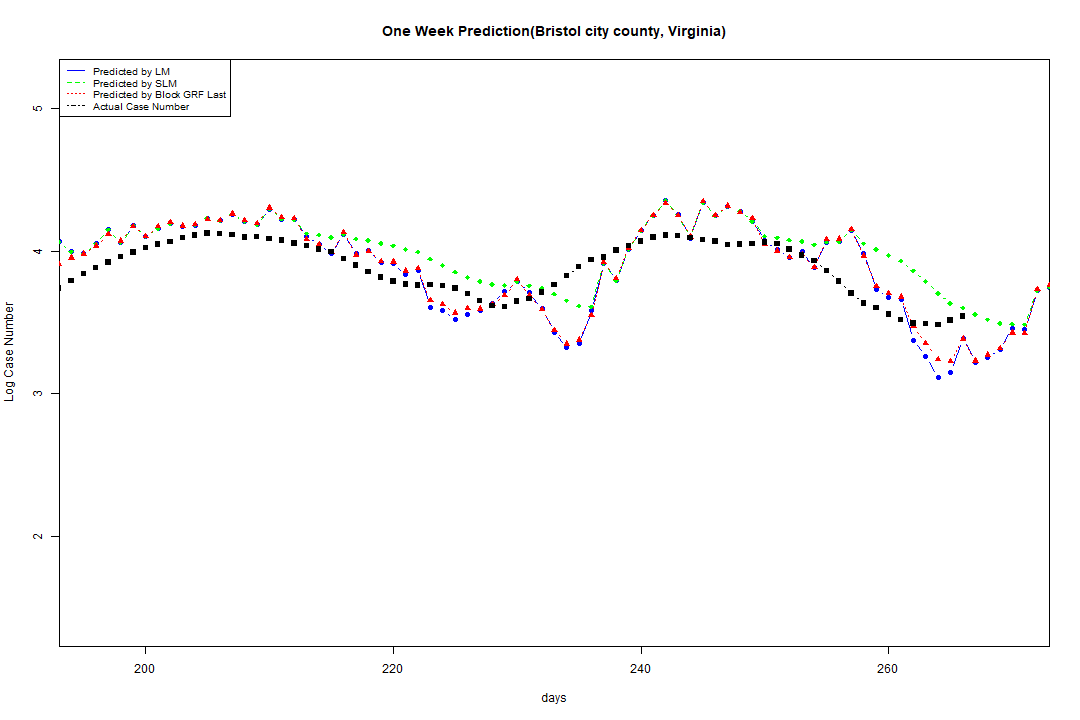 One Week Prediction(Bristol city county, Virginia)
Predicted by LM
Predicted by SLM
Predicted by Block GRF Last
Actual Case Number
5
4
3
2
Log Case Number
200
220
240
260
days